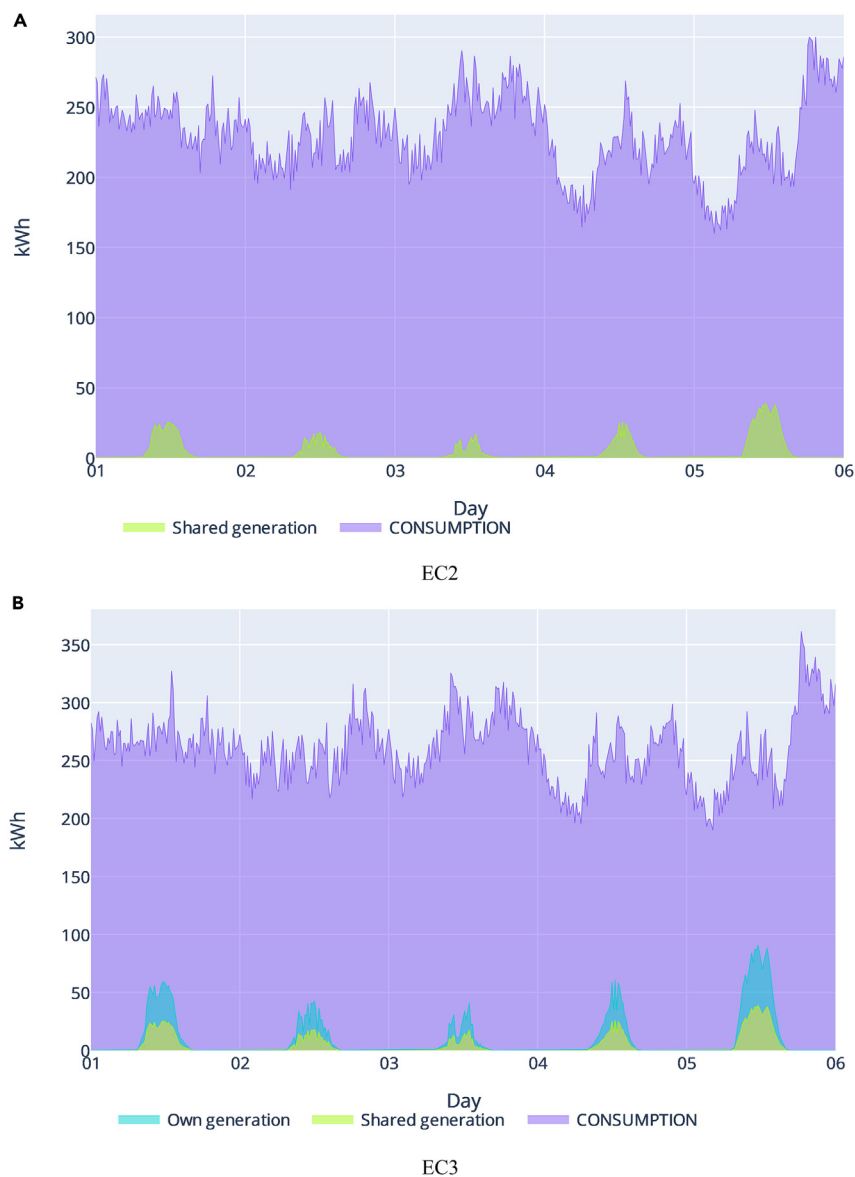 A
300
250
200
150
100
50
0
kWh
01 02 03 04 05 06
Day
Shared generation CONSUMPTION
EC2
B
350
300
250
200
150
100
50
0
kWh
01 02 03 04 05 06
Day
Own generation Shared generation CONSUMPTION
EC3